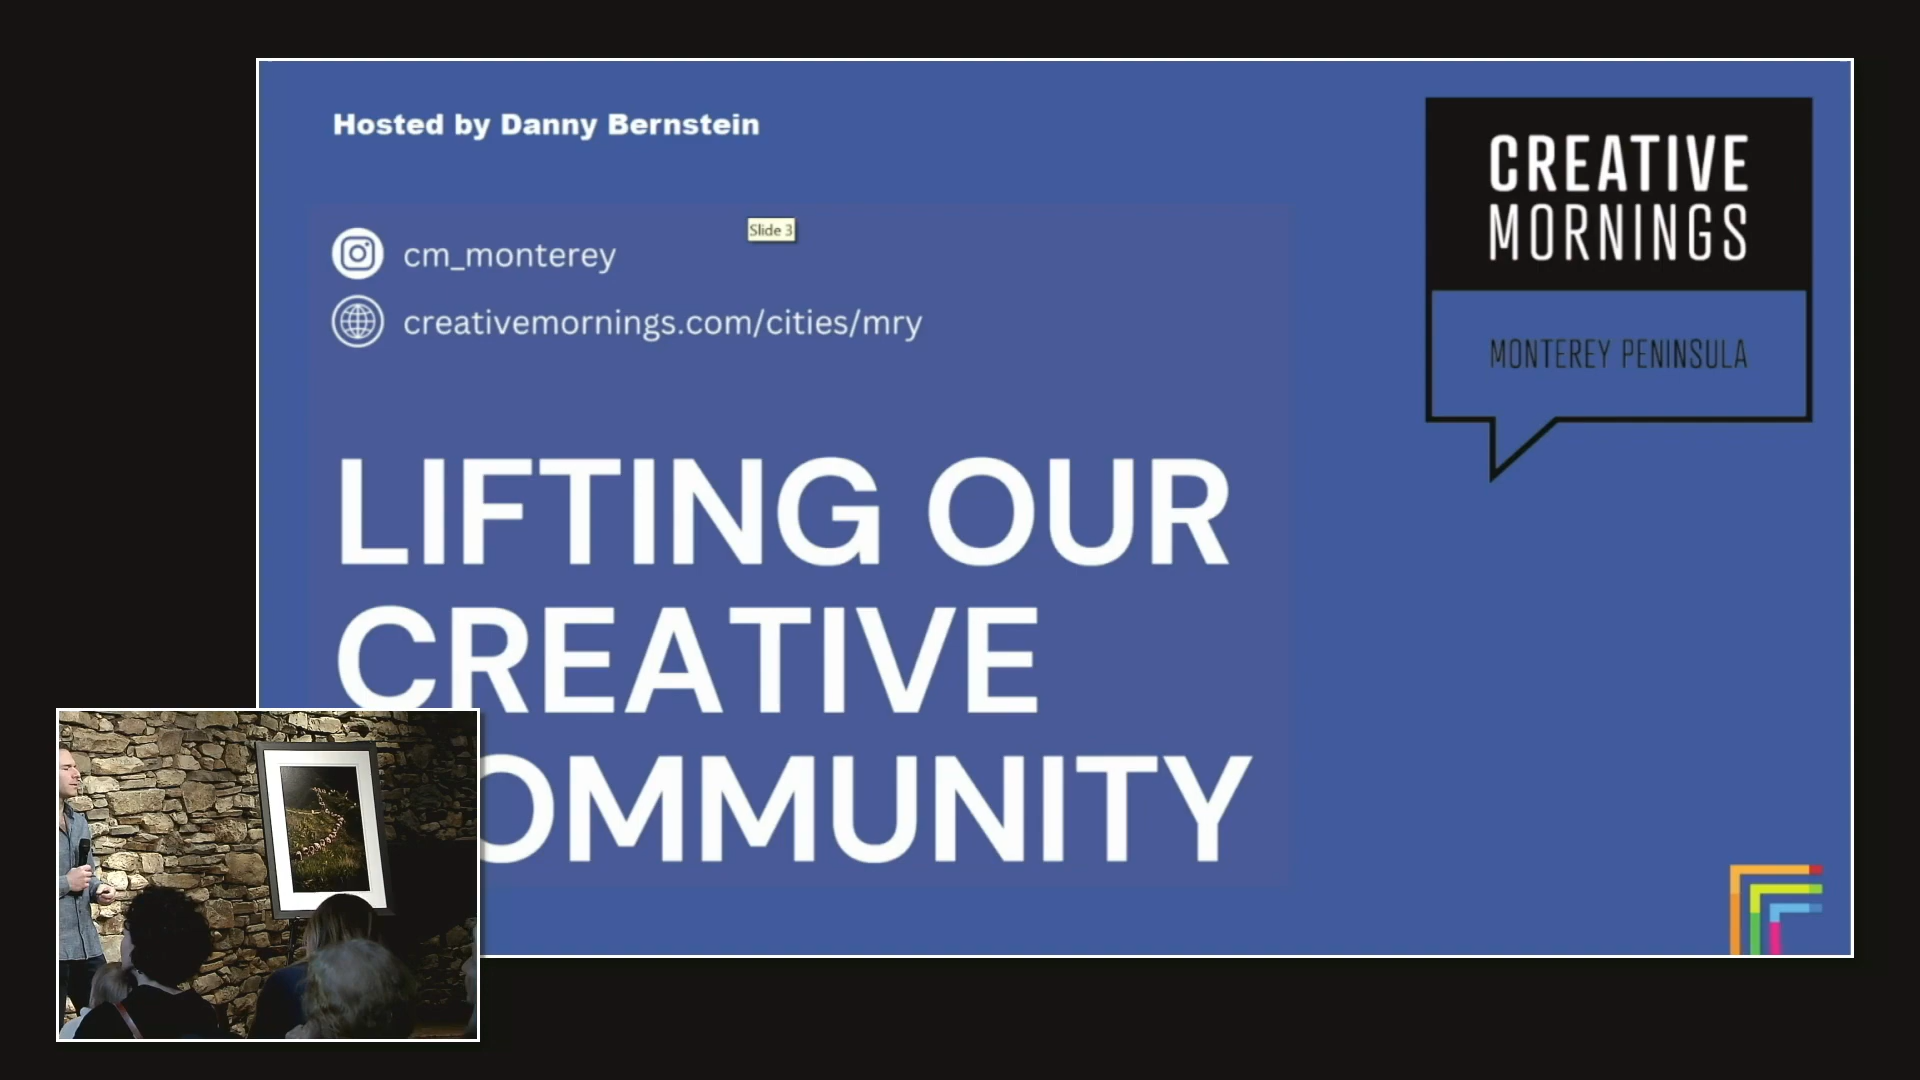 Hosted by Danny Bernstein
cm_monterey
creativemornings.com/cities/mry
Slide 3
LIFTING OUR
CREATIVE
OMMUNITY
CREATIVE
MORNINGS
MONTEREY PENINSULA